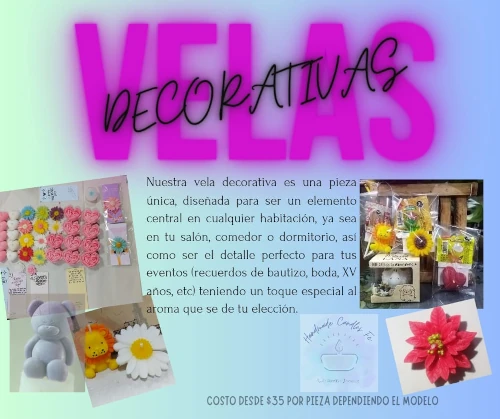 VELAS
DECORATIVAS
Nuestra vela decorativa es una pieza
única, diseñada para ser un elemento
central en cualquier habitación, ya sea
en tu salón, comedor o dormitorio, así
como ser el detalle perfecto para tus
eventos (recuerdos de bautizo, boda, XV
años, etc) teniendo un toque especial al
aroma que se de tu elección.
Handmade Candles Fe
COSTO DESDE $35 POR PIEZA DEPENDIENDO EL MODELO